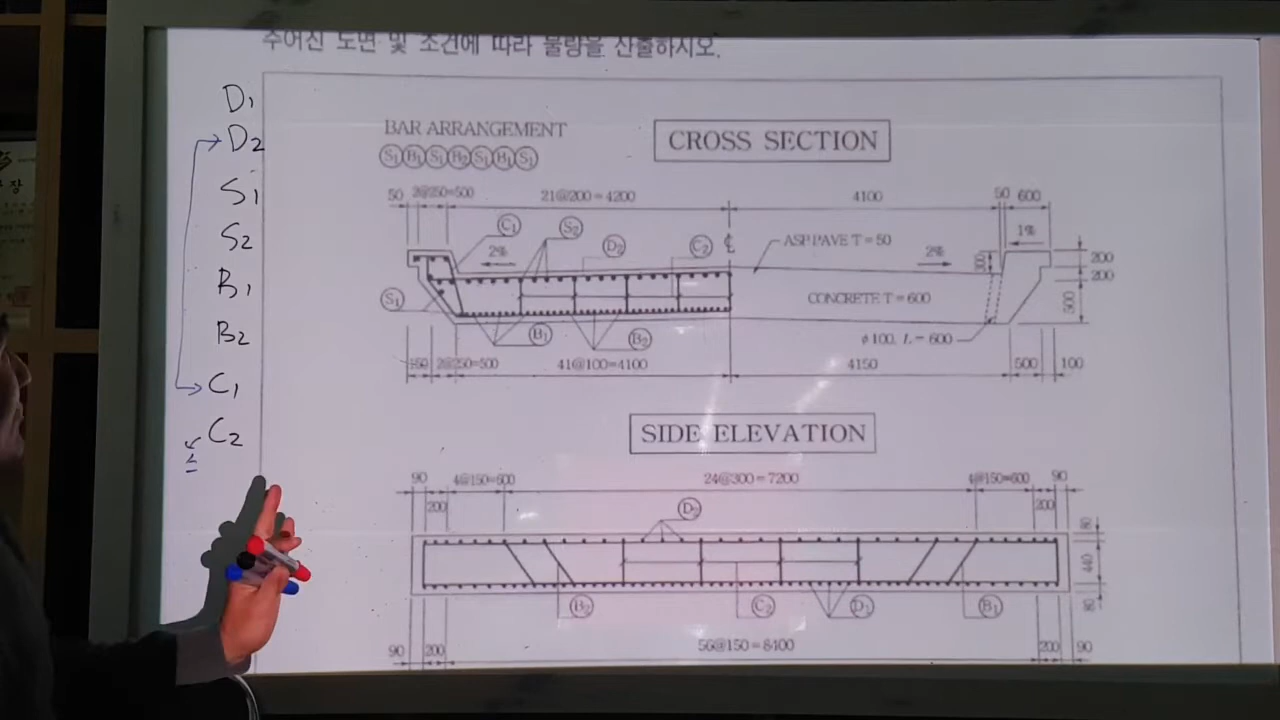 주어진 도면 및 조건에 따라 물량을 산출하시오.
D1
D2
S1
S2
B1
B2
C1
C2
BAR ARRANGEMENT
S1 B1 S1 B2 S1 B1 S1
CROSS SECTION
50 2@250=500 21@200=4200 4100 50 600
C1 S2 D2 C2 ASP PAVE T=50 1%
2% 2% 200
200
S1 CONCRETE T=600 500
B1 B2 φ100, L=600
150 2@250=500 41@100=4100 4150 500 100
SIDE ELEVATION
90 4@150=600 24@300=7200 4@150=600 90
200 D2 200 80
440
B2 C2 D1 B1 80
90 200 56@150=8400 200 90